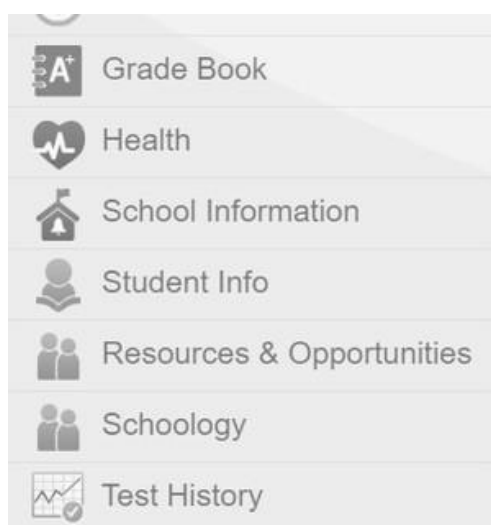 A+ Grade Book
Health
School Information
Student Info
Resources & Opportunities
Schoology
Test History